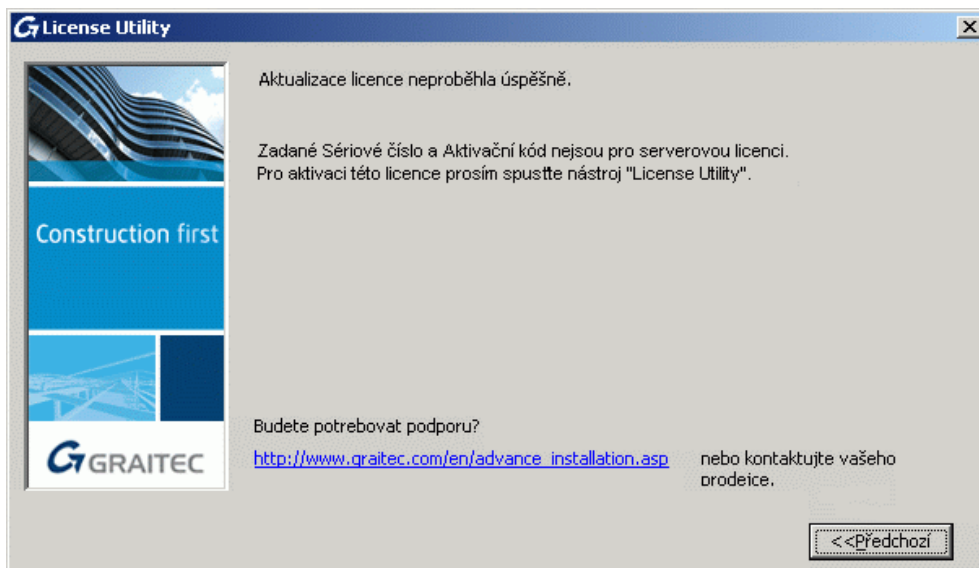 License Utility
Aktualizace licence neproběhla úspěšně.
Zadané Sériové číslo a Aktivační kód nejsou pro serverovou licenci.
Pro aktivaci této licence prosím spusťte nástroj "License Utility".
Construction first
GRAITEC
Budete potrebovat podporu?
http://www.graitec.com/en/advance_installation.asp nebo kontaktujte vašeho
prodejce.
<<Předchozí